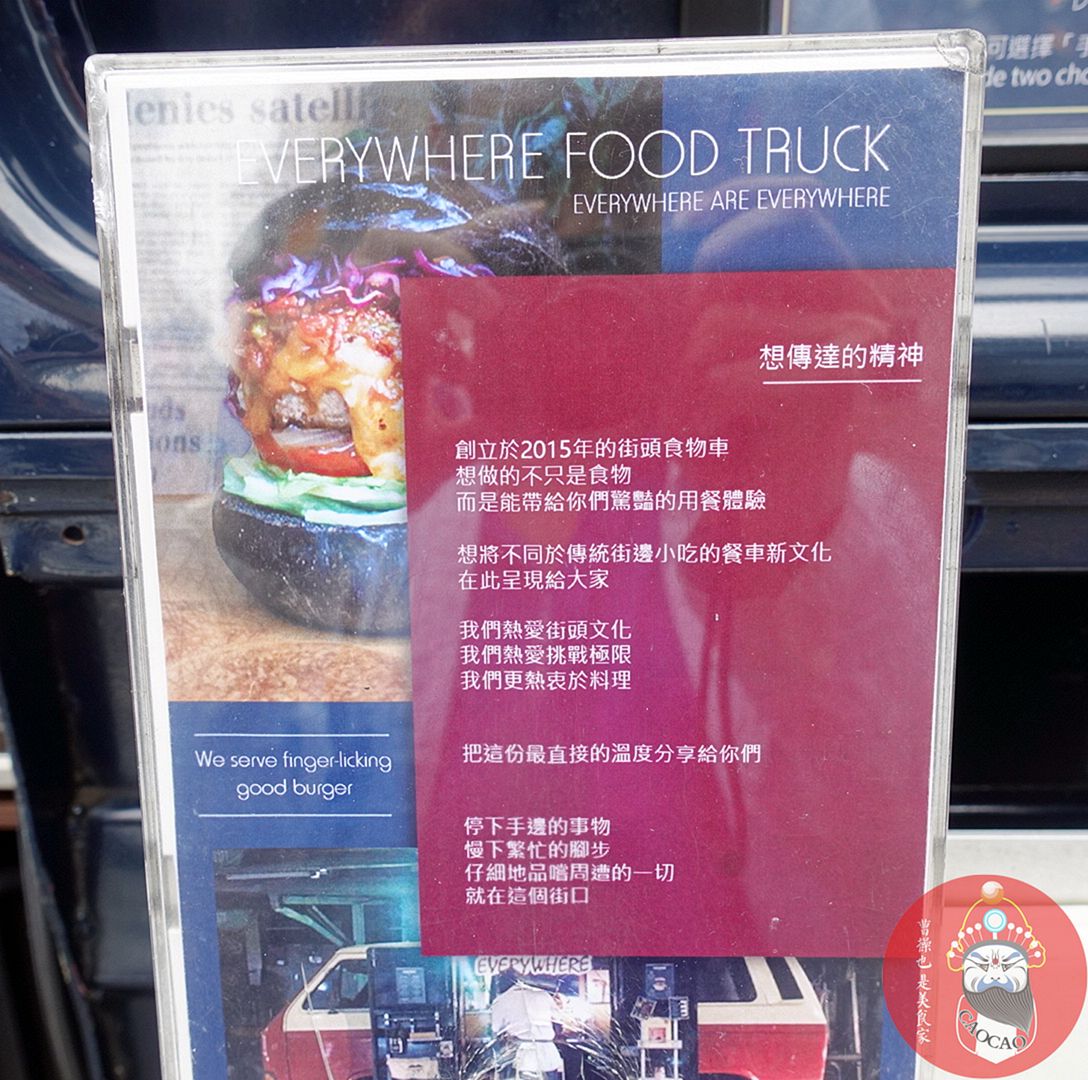 可選擇「
de two cho
enics satelli
EVERYWHERE FOOD TRUCK
EVERYWHERE ARE EVERYWHERE
想傳達的精神
創立於2015年的街頭食物車
想做的不只是食物
而是能帶給你們驚豔的用餐體驗
想將不同於傳統街邊小吃的餐車新文化
在此呈現給大家
我們熱愛街頭文化
我們熱愛挑戰極限
我們更熱衷於料理
把這份最直接的溫度分享給你們
停下手邊的事物
慢下繁忙的腳步
仔細地品嚐周遭的一切
就在這個街口
We serve finger-licking
good burger
EVERYWHERE
曹操也是美食家
CAOCAO